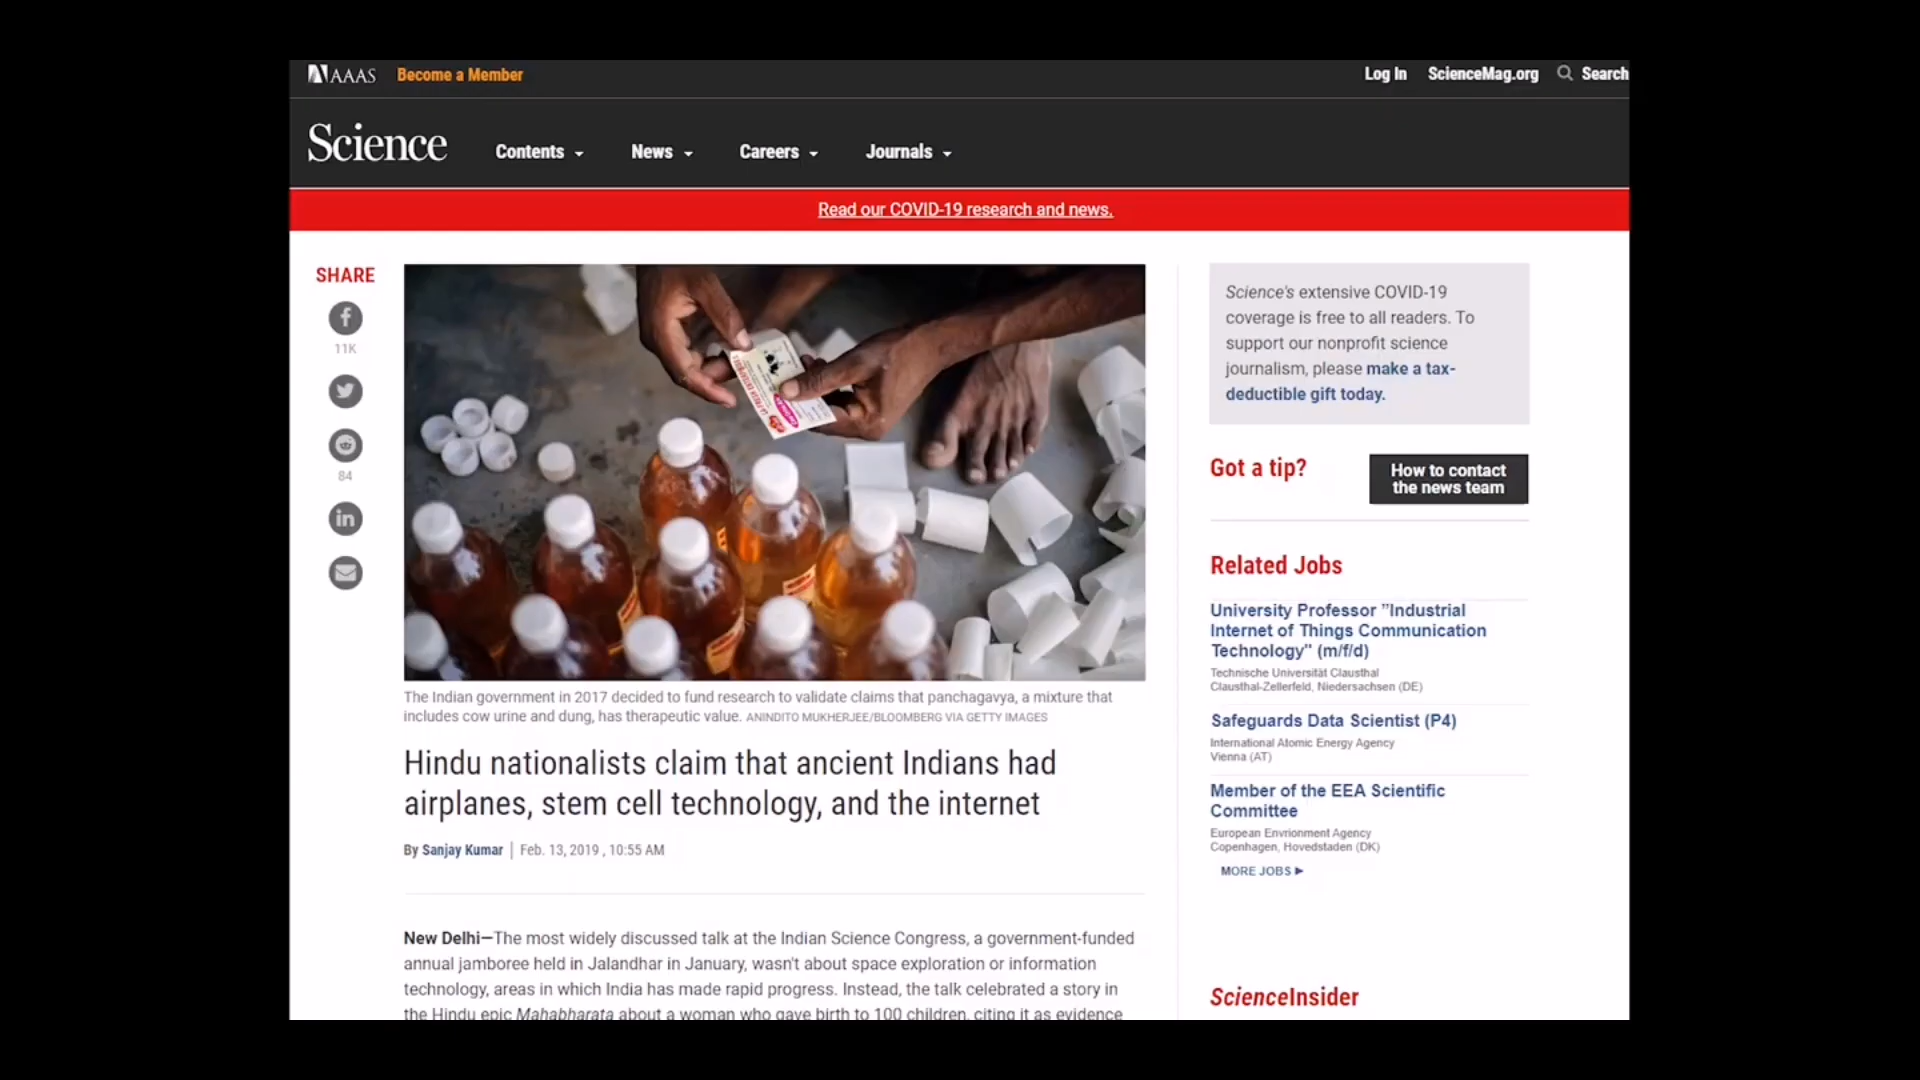 AAAS Become a Member Log In ScienceMag.org Search
Science Contents News Careers Journals
Read our COVID-19 research and news.
SHARE
11K
84
The Indian government in 2017 decided to fund research to validate claims that panchagavya, a mixture that
includes cow urine and dung, has therapeutic value. ANINDITO MUKHERJEE/BLOOMBERG VIA GETTY IMAGES
Hindu nationalists claim that ancient Indians had
airplanes, stem cell technology, and the internet
By Sanjay Kumar | Feb. 13, 2019 , 10:55 AM
New Delhi—The most widely discussed talk at the Indian Science Congress, a government-funded
annual jamboree held in Jalandhar in January, wasn't about space exploration or information
technology, areas in which India has made rapid progress. Instead, the talk celebrated a story in
the Hindu epic Mahabharata about a woman who gave birth to 100 children, citing it as evidence
Science's extensive COVID-19
coverage is free to all readers. To
support our nonprofit science
journalism, please make a tax-
deductible gift today.
Got a tip?
How to contact
the news team
Related Jobs
University Professor "Industrial
Internet of Things Communication
Technology" (m/f/d)
Technische Universität Clausthal
Clausthal-Zellerfeld, Niedersachsen (DE)
Safeguards Data Scientist (P4)
International Atomic Energy Agency
Vienna (AT)
Member of the EEA Scientific
Committee
European Envrionment Agency
Copenhagen, Hovedstaden (DK)
MORE JOBS ►
ScienceInsider